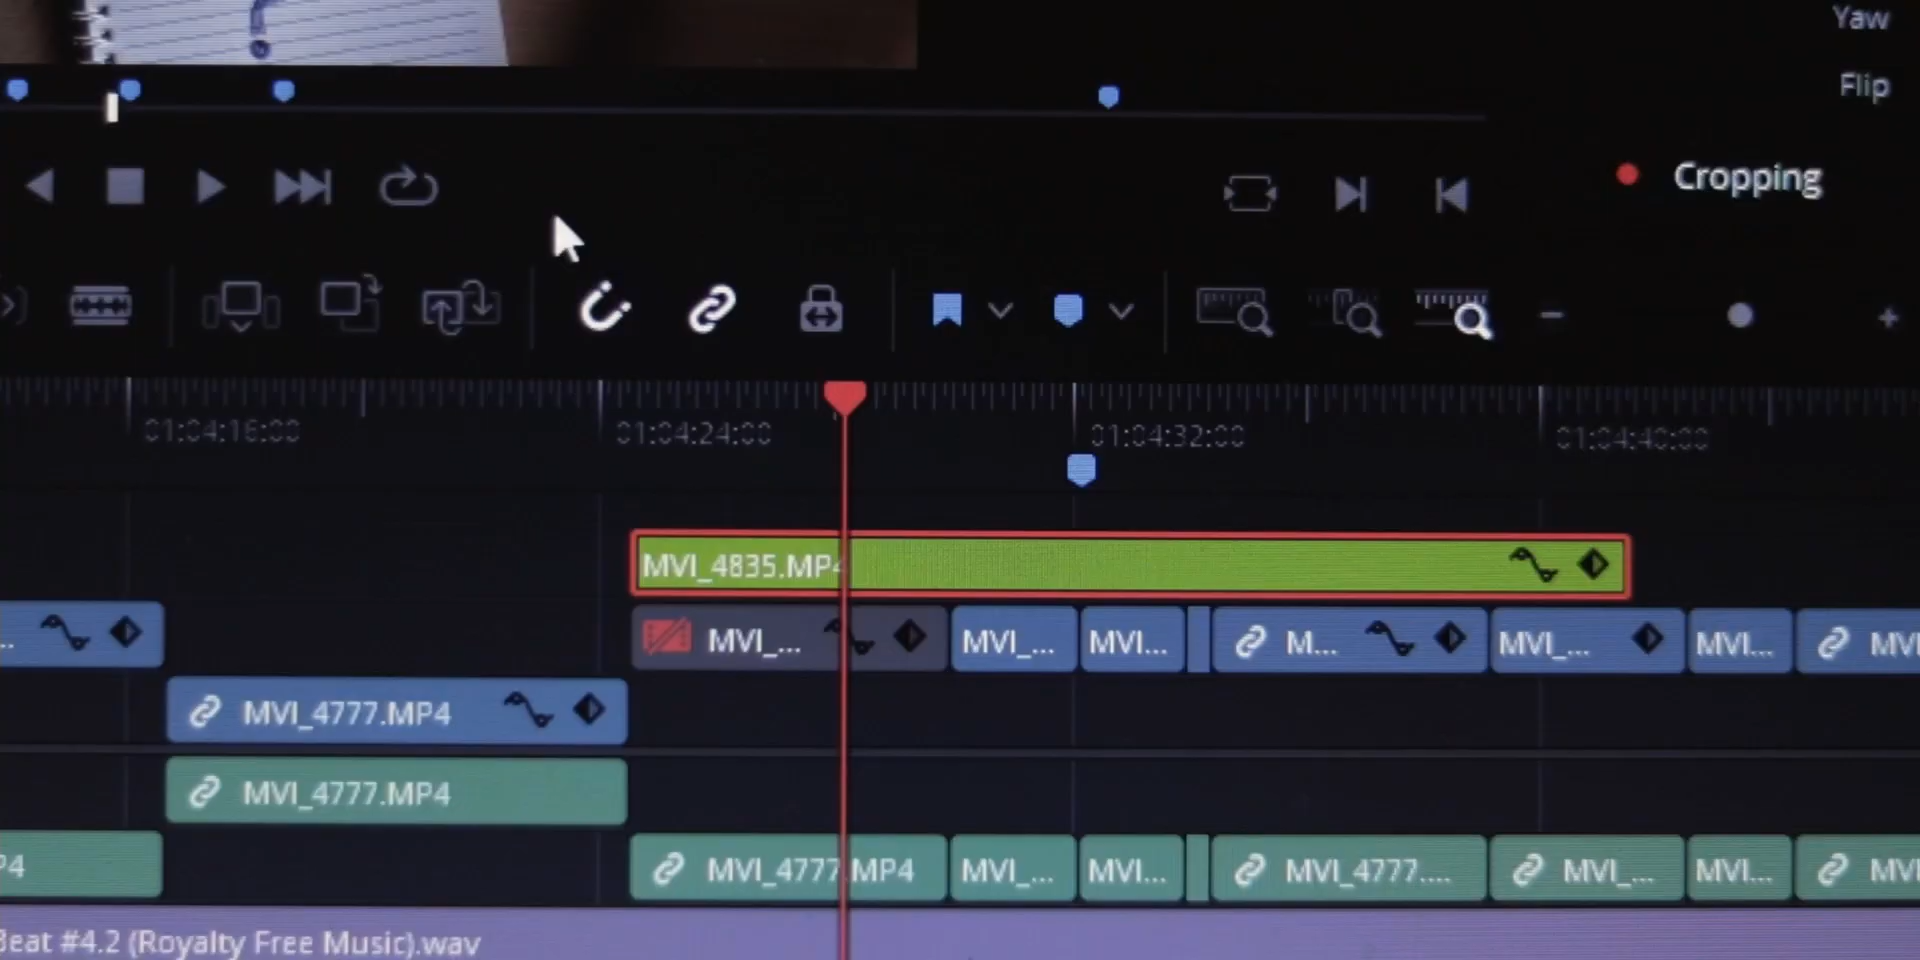 Yaw
Flip
Cropping
01:04:16:00
01:04:24:00
01:04:32:00
01:04:40:00
MVI_4835.MP4
MVI_...
MVI_...
MVI...
M...
MVI_...
MVI...
MVI
MVI_4777.MP4
MVI_4777.MP4
P4
MVI_4777.MP4
MVI_...
MVI...
MVI_4777....
MVI_...
MVI...
MVI
Beat #4.2 (Royalty Free Music).wav